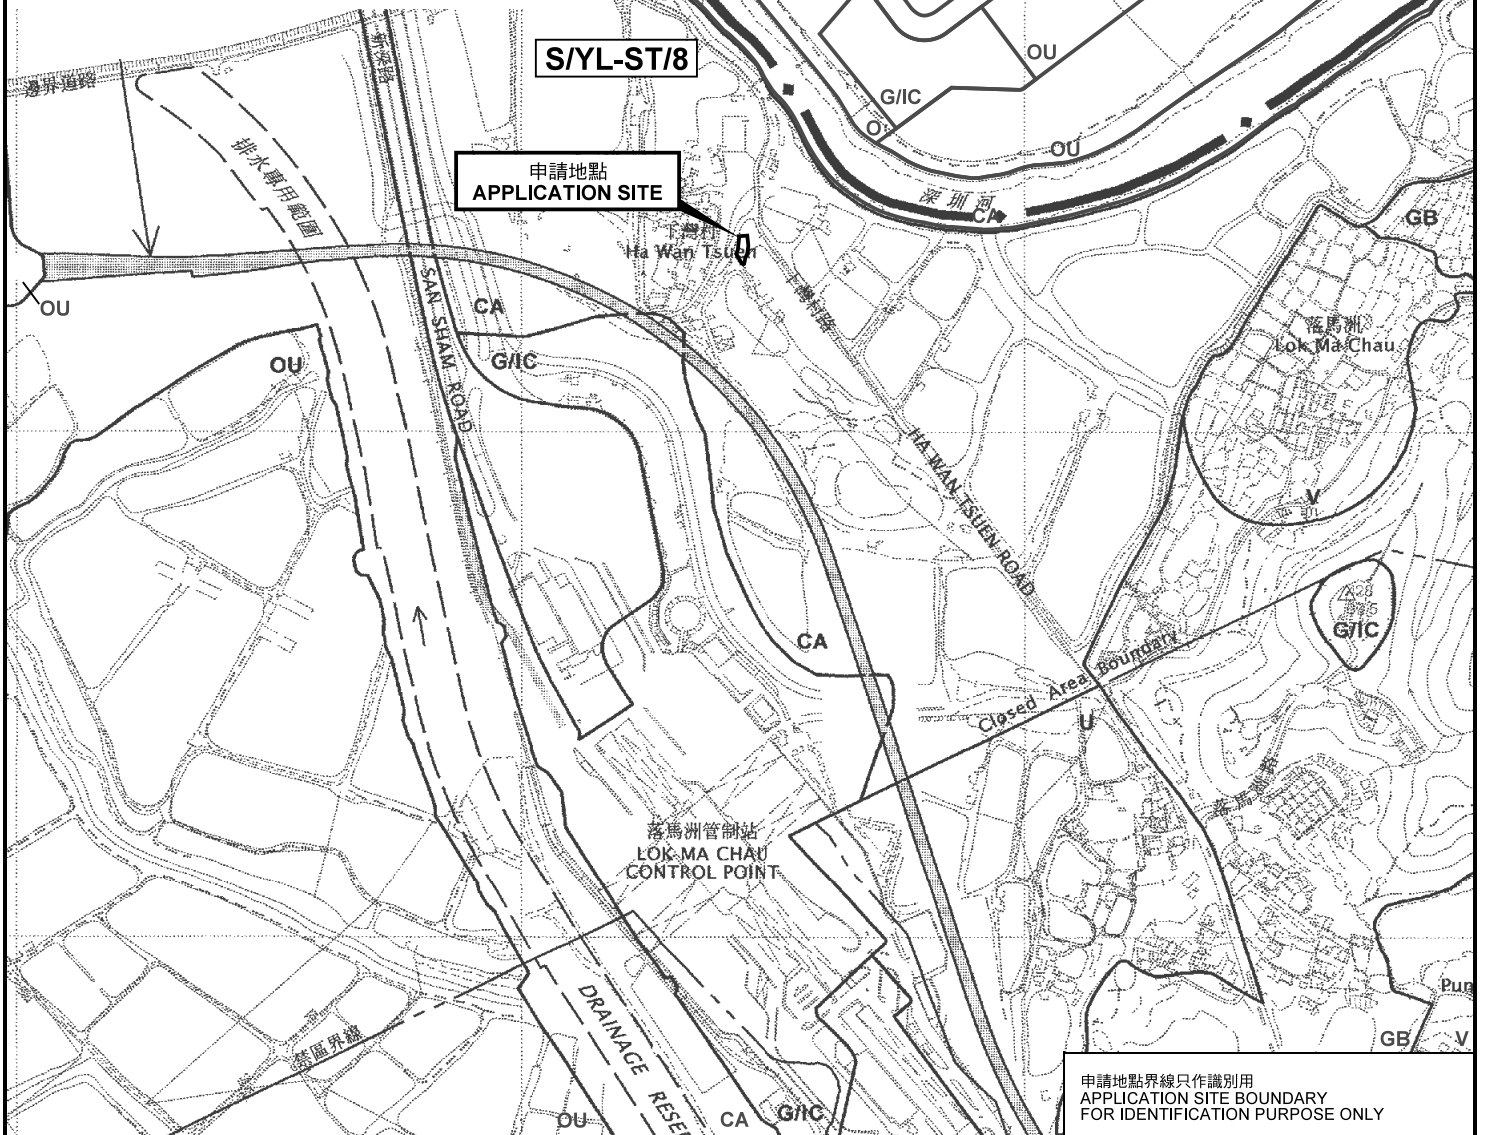 S/YL-ST/8
OU
G/IC
O
OU
邊界道路
新深路
排水專用範圍
申請地點
APPLICATION SITE
深圳河
CA
GB
下灣村
Ha Wan Tsuen
下灣村路
OU
CA
SAN SHAM ROAD
落馬洲
Lok Ma Chau
OU
G/IC
HA WAN TSUEN ROAD
V
G/IC
CA
Closed Area Boundary
U
落馬洲路
落馬洲管制站
LOK MA CHAU
CONTROL POINT
禁區界線
DRAINAGE RESER
Pun
GB
V
OU
CA
G/IC
申請地點界線只作識別用
APPLICATION SITE BOUNDARY
FOR IDENTIFICATION PURPOSE ONLY